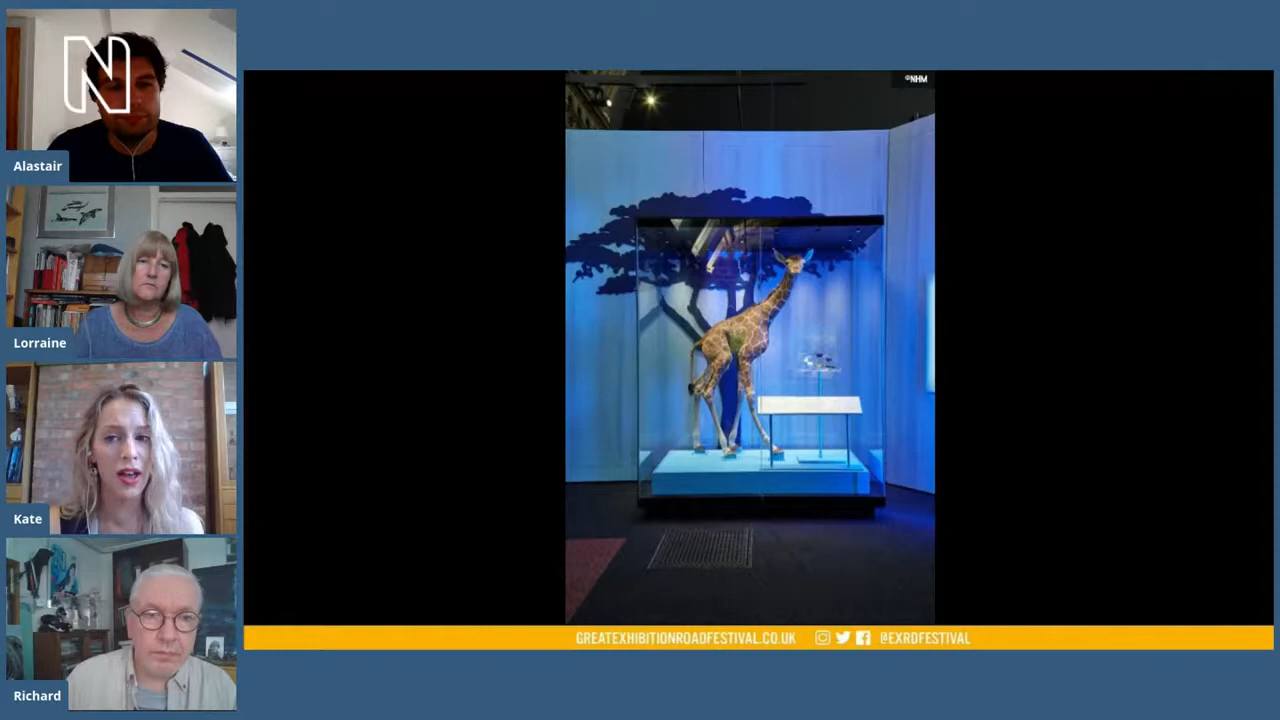 N
Alastair
Lorraine
Kate
Richard
©NHM
GREATEXHIBITIONROADFESTIVAL.CO.UK @EXRDFESTIVAL